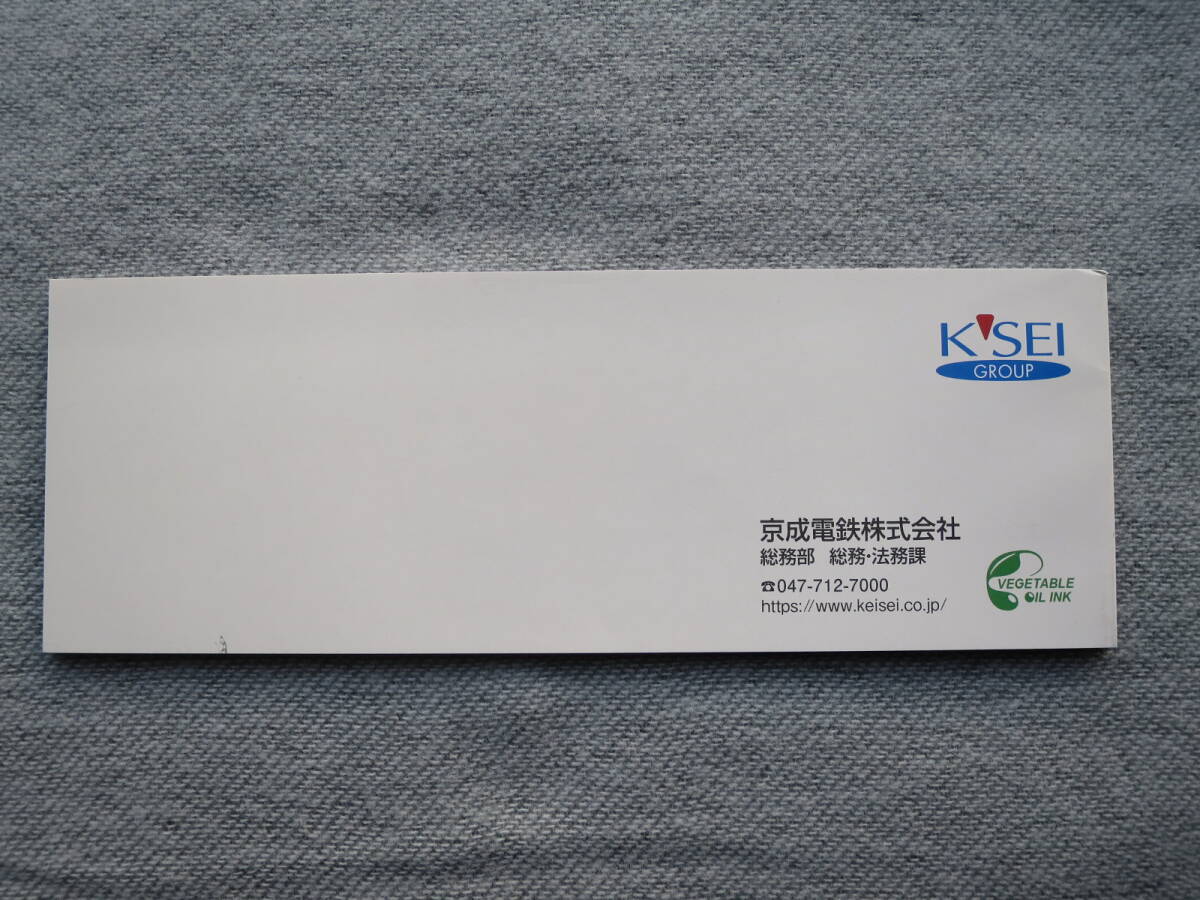 K'SEI
GROUP
京成電鉄株式会社
総務部 総務・法務課
☎047-712-7000
https://www.keisei.co.jp/
VEGETABLE
OIL INK